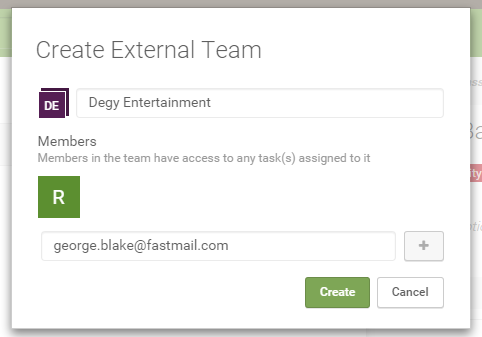 Create External Team
DE
Degy Entertainment
Members
Members in the team have access to any task(s) assigned to it
R
george.blake@fastmail.com
+
Create
Cancel